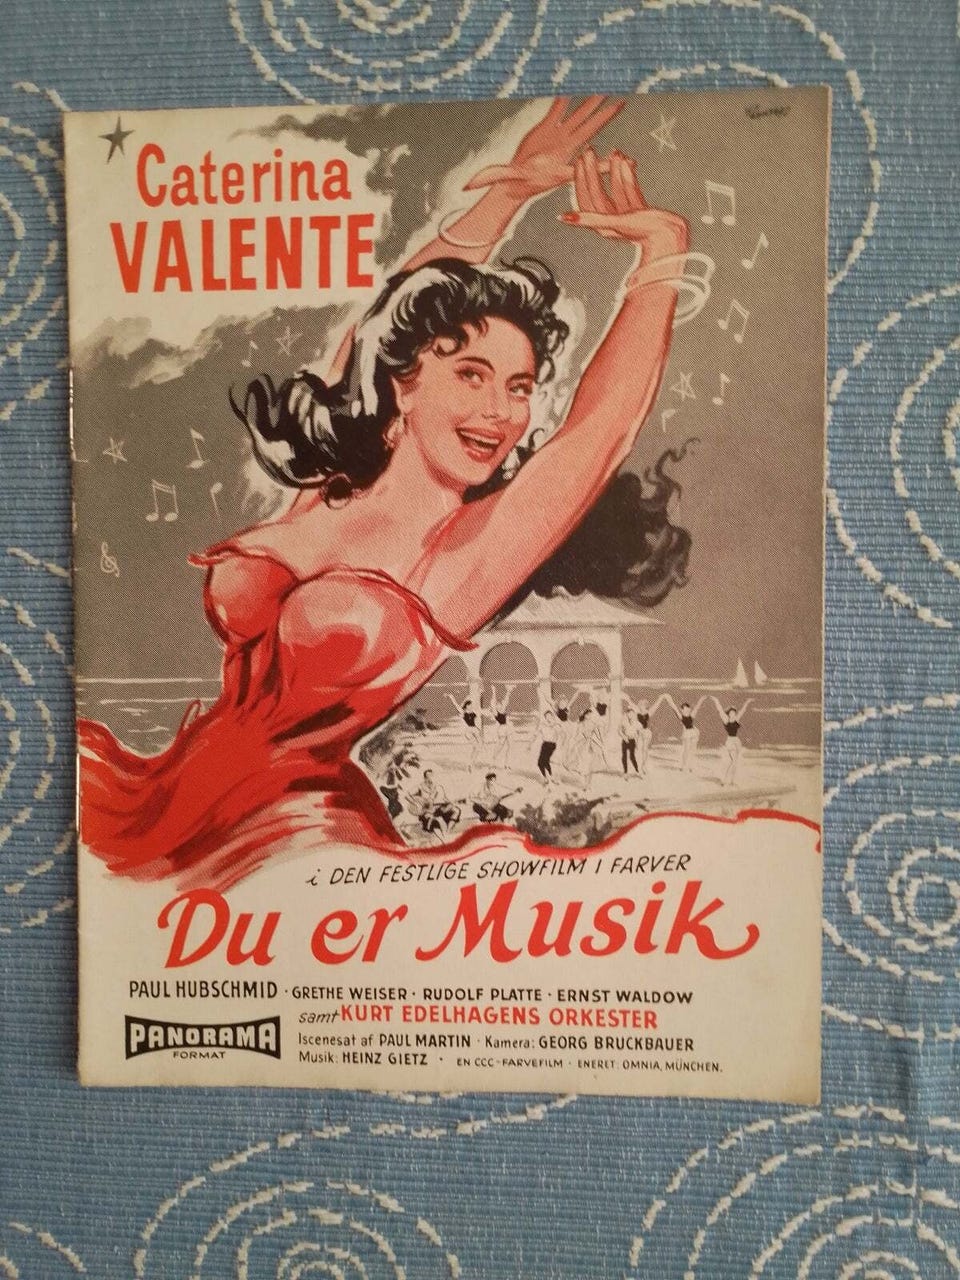 Caterina
VALENTE
i DEN FESTLIGE SHOWFILM I FARVER
Du er Musik
PAUL HUBSCHMID · GRETHE WEISER · RUDOLF PLATTE · ERNST WALDOW
samt KURT EDELHAGENS ORKESTER
PANORAMA
FORMAT
Iscenesat af PAUL MARTIN · Kamera: GEORG BRUCKBAUER
Musik: HEINZ GIETZ · EN CCC-FARVEFILM · ENERET: OMNIA, MÜNCHEN.